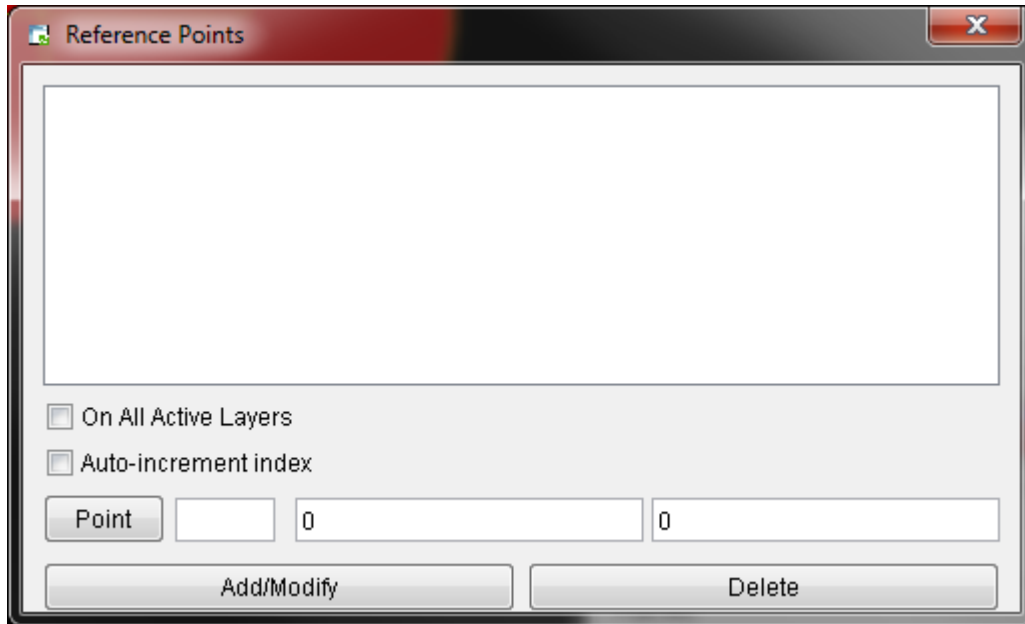 Reference Points
On All Active Layers
Auto-increment index
Point 0 0
Add/Modify Delete